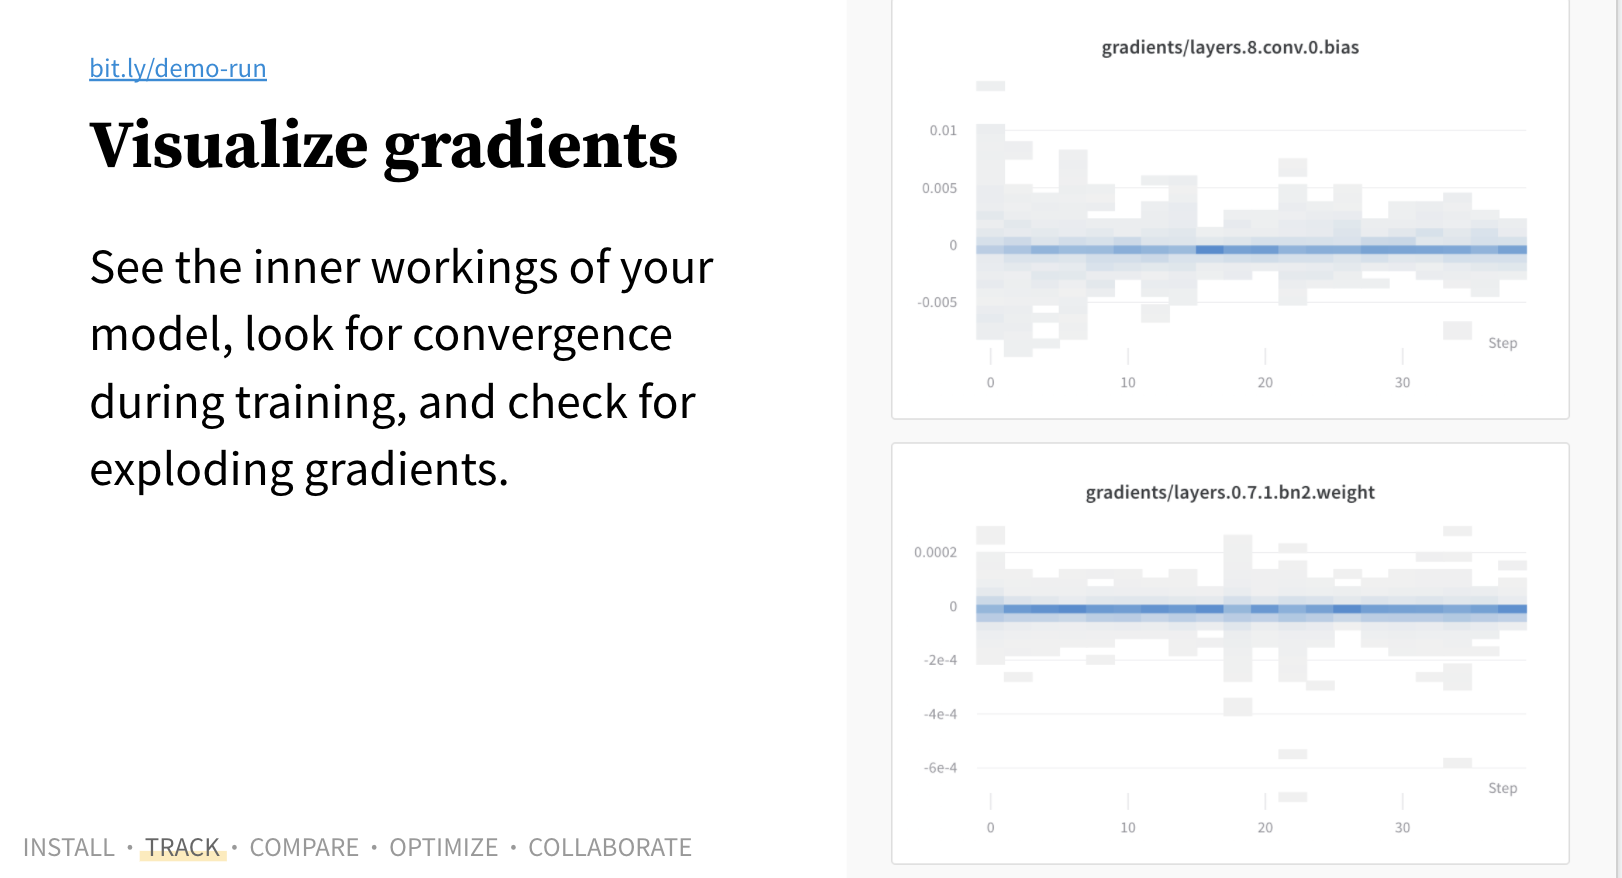 bit.ly/demo-run
Visualize gradients
See the inner workings of your
model, look for convergence
during training, and check for
exploding gradients.
INSTALL • TRACK • COMPARE • OPTIMIZE • COLLABORATE
gradients/layers.8.conv.0.bias
0.01
0.005
0
-0.005
Step
0 10 20 30
gradients/layers.0.7.1.bn2.weight
0.0002
0
-2e-4
-4e-4
-6e-4
Step
0 10 20 30